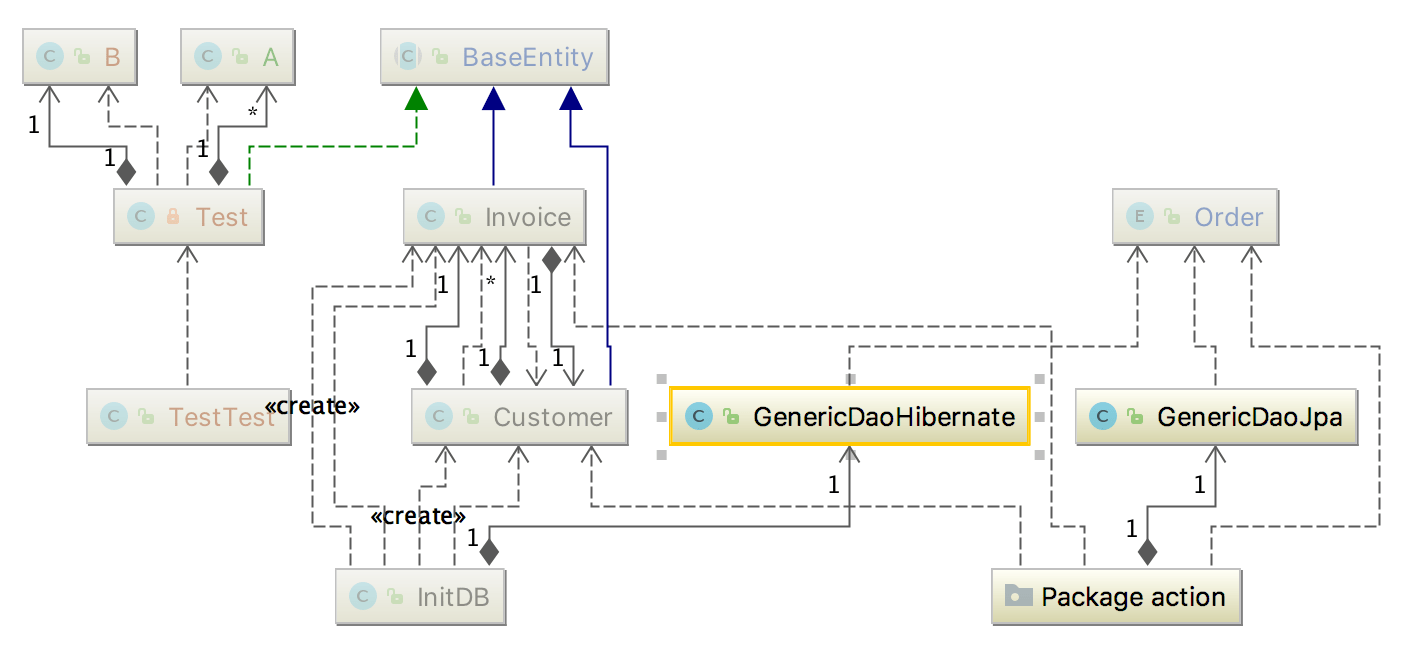 C B
C A
C BaseEntity
1
*
1
1
C Test
C Invoice
E Order
1
*
1
1
1
1
C TestTest
«create»
C Customer
C GenericDaoHibernate
C GenericDaoJpa
1
1
«create»
1
1
C InitDB
Package action